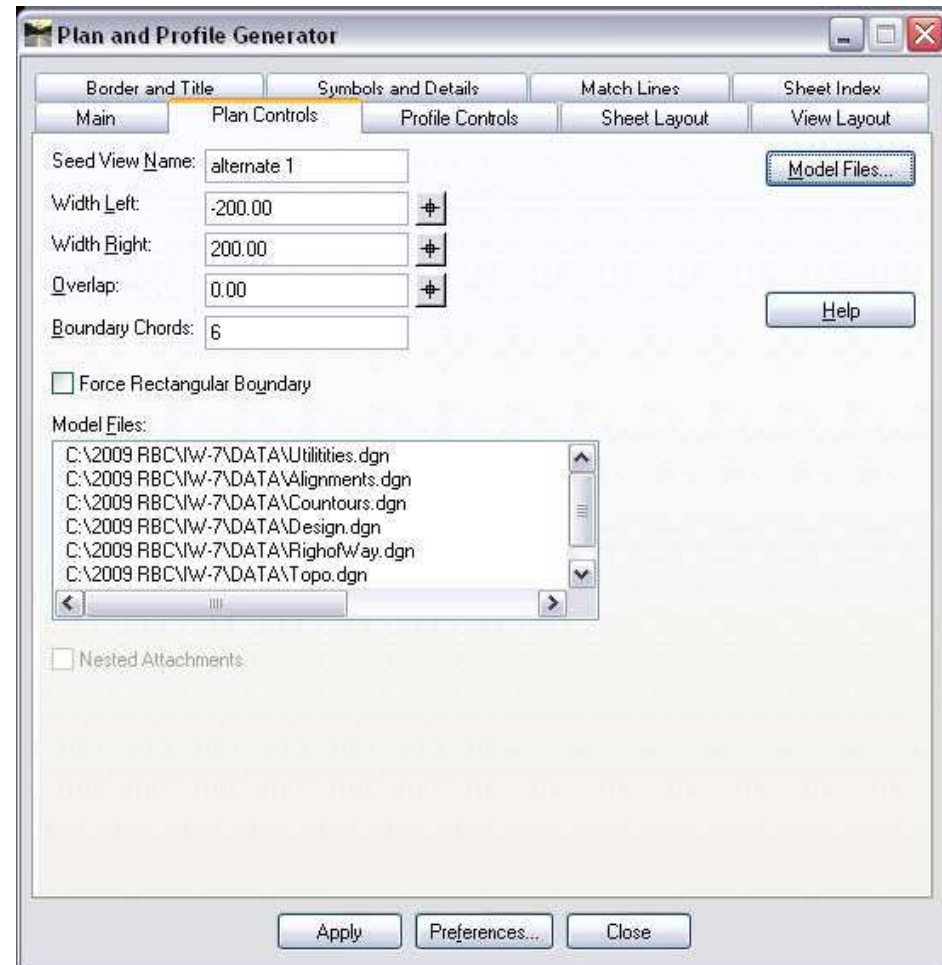 Plan and Profile Generator
Border and Title Symbols and Details Match Lines Sheet Index
Main Plan Controls Profile Controls Sheet Layout View Layout
Seed View Name: alternate 1 Model Files...
Width Left: -200.00
Width Right: 200.00
Overlap: 0.00
Help
Boundary Chords: 6
Force Rectangular Boundary
Model Files:
C:\2009 RBC\IW-7\DATA\Utilitities.dgn
C:\2009 RBC\IW-7\DATA\Alignments.dgn
C:\2009 RBC\IW-7\DATA\Countours.dgn
C:\2009 RBC\IW-7\DATA\Design.dgn
C:\2009 RBC\IW-7\DATA\RighofWay.dgn
C:\2009 RBC\IW-7\DATA\Topo.dgn
Nested Attachments
Apply Preferences... Close